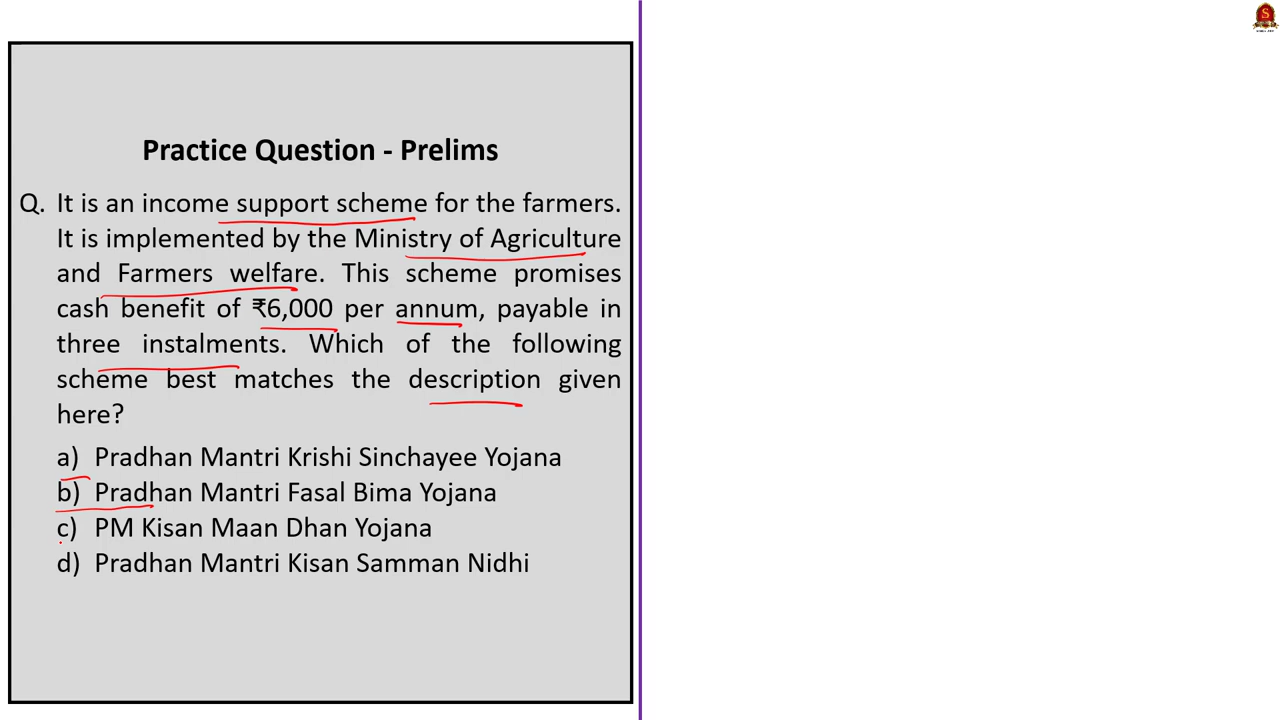 Practice Question - Prelims
Q. It is an income support scheme for the farmers.
It is implemented by the Ministry of Agriculture
and Farmers welfare. This scheme promises
cash benefit of ₹6,000 per annum, payable in
three instalments. Which of the following
scheme best matches the description given
here?
a) Pradhan Mantri Krishi Sinchayee Yojana
b) Pradhan Mantri Fasal Bima Yojana
c) PM Kisan Maan Dhan Yojana
d) Pradhan Mantri Kisan Samman Nidhi